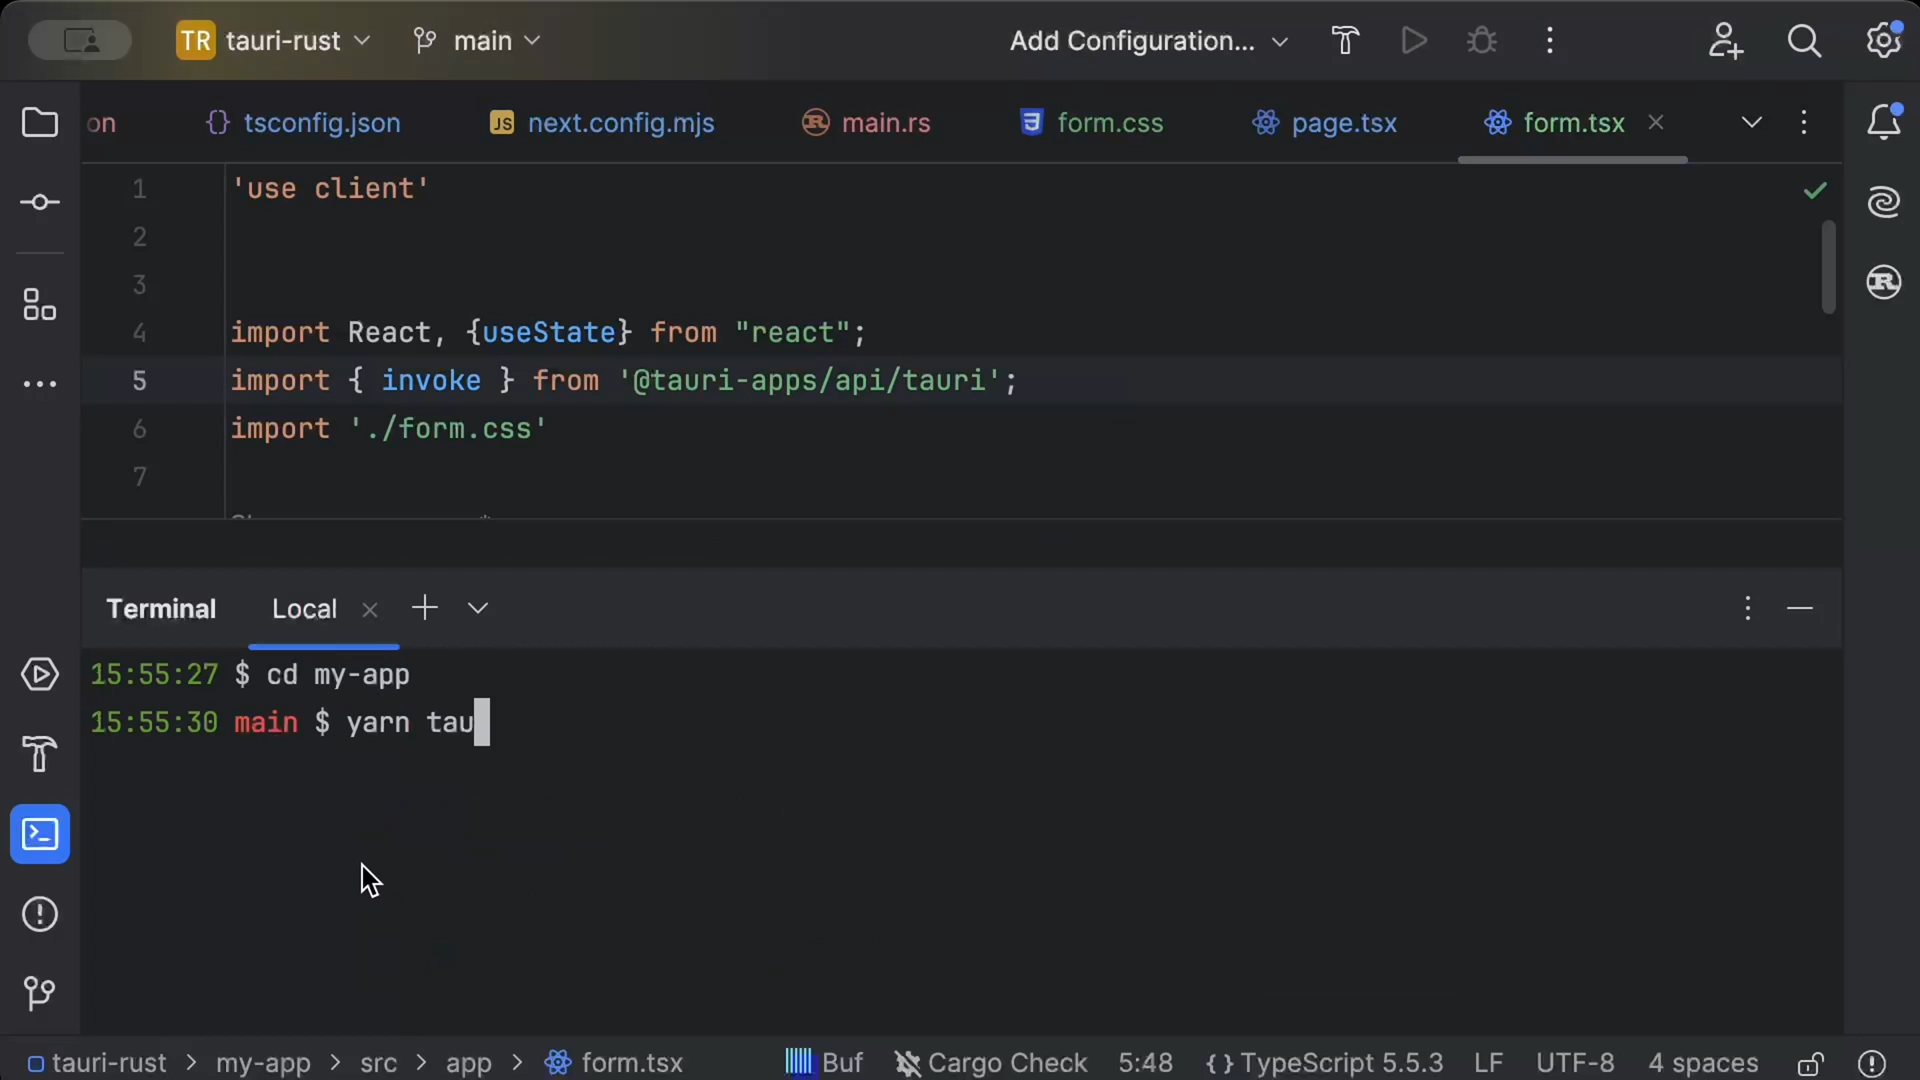 TR tauri-rust main Add Configuration...
on tsconfig.json JS next.config.mjs main.rs form.css page.tsx form.tsx
1 'use client'
2
3
4 import React, {useState} from "react";
5 import { invoke } from '@tauri-apps/api/tauri';
6 import './form.css'
7
Terminal Local
15:55:27 $ cd my-app
15:55:30 main $ yarn tau
tauri-rust > my-app > src > app > form.tsx Buf Cargo Check 5:48 {} TypeScript 5.5.3 LF UTF-8 4 spaces